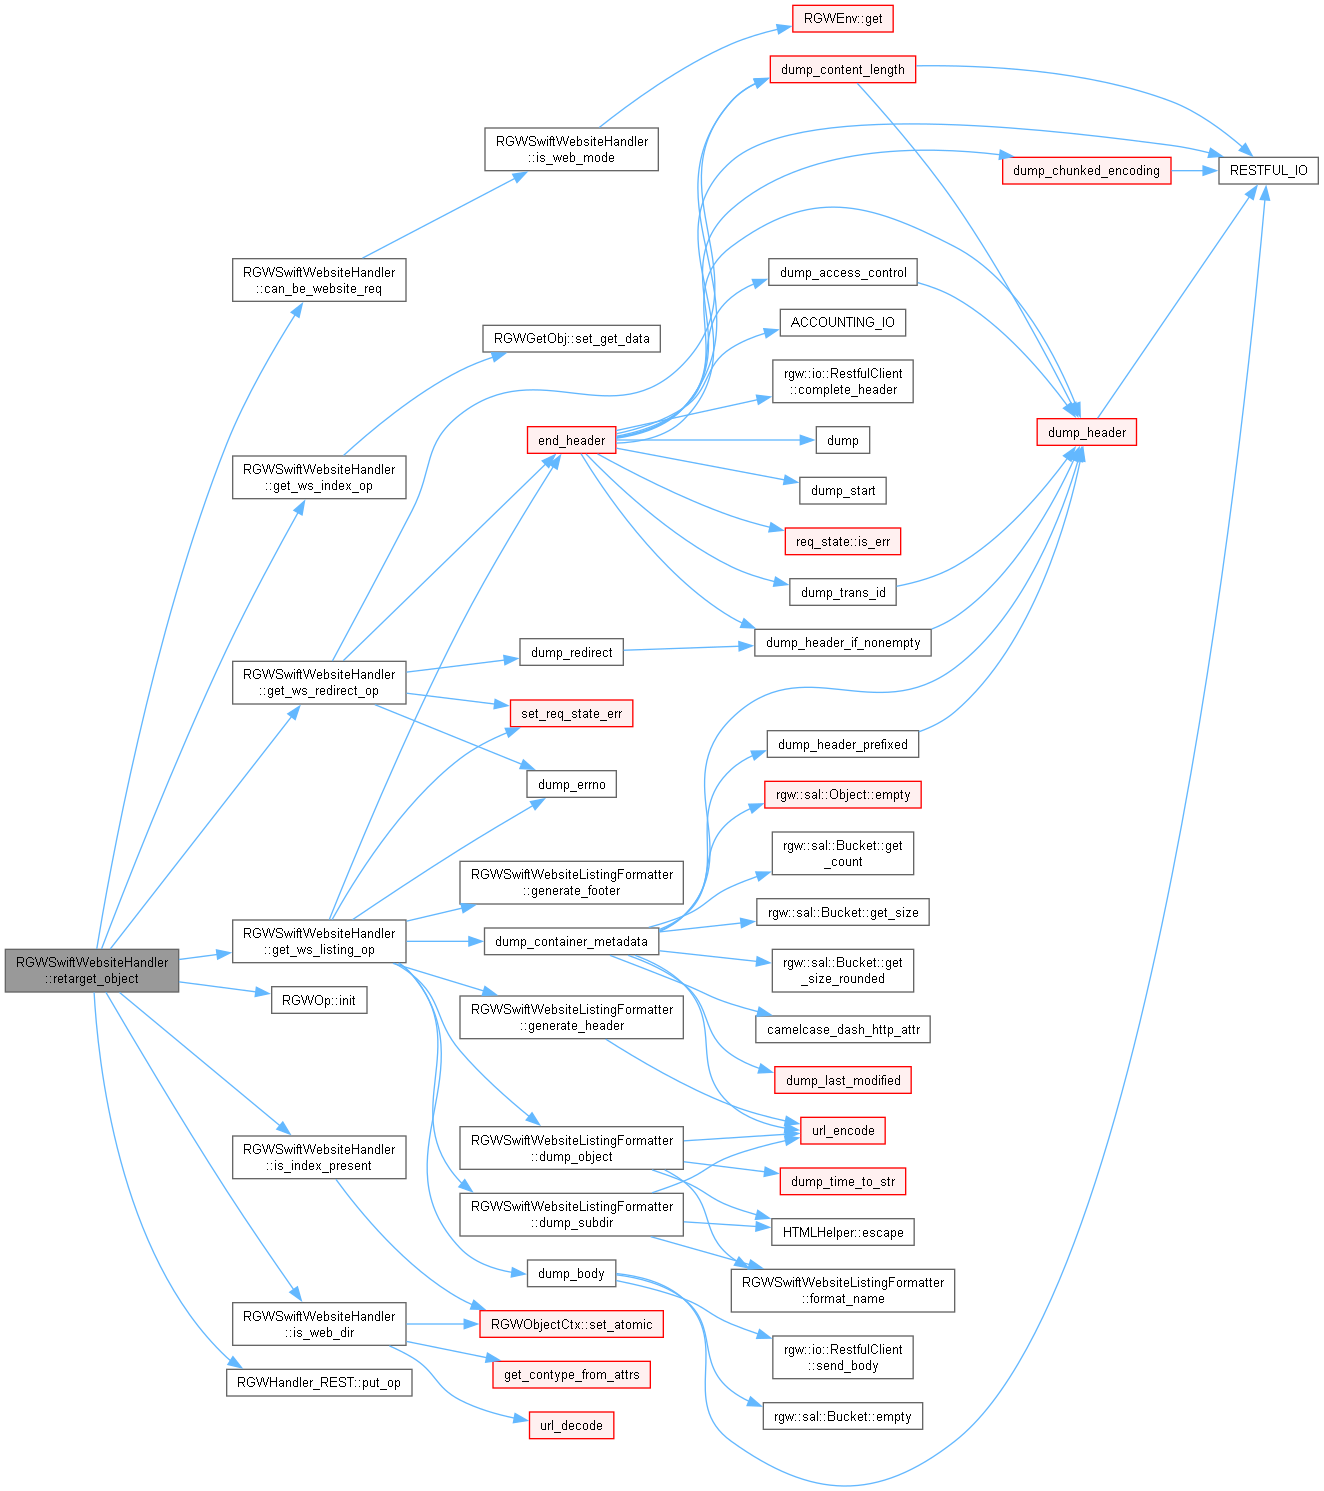 RGWEnv::get
dump_content_length
RGWSwiftWebsiteHandler
::is_web_mode
dump_chunked_encoding
RESTFUL_IO
RGWSwiftWebsiteHandler
::can_be_website_req
dump_access_control
ACCOUNTING_IO
RGWGetObj::set_get_data
rgw::io::RestfulClient
::complete_header
end_header
dump
dump_header
RGWSwiftWebsiteHandler
::get_ws_index_op
dump_start
req_state::is_err
dump_trans_id
dump_redirect
dump_header_if_nonempty
RGWSwiftWebsiteHandler
::get_ws_redirect_op
set_req_state_err
dump_header_prefixed
dump_errno
rgw::sal::Object::empty
rgw::sal::Bucket::get
_count
RGWSwiftWebsiteListingFormatter
::generate_footer
rgw::sal::Bucket::get_size
RGWSwiftWebsiteHandler
::get_ws_listing_op
dump_container_metadata
RGWSwiftWebsiteHandler
::retarget_object
rgw::sal::Bucket::get
_size_rounded
RGWOp::init
RGWSwiftWebsiteListingFormatter
::generate_header
camelcase_dash_http_attr
dump_last_modified
url_encode
RGWSwiftWebsiteHandler
::is_index_present
RGWSwiftWebsiteListingFormatter
::dump_object
dump_time_to_str
RGWSwiftWebsiteListingFormatter
::dump_subdir
HTMLHelper::escape
dump_body
RGWSwiftWebsiteListingFormatter
::format_name
RGWSwiftWebsiteHandler
::is_web_dir
RGWObjectCtx::set_atomic
rgw::io::RestfulClient
::send_body
RGWHandler_REST::put_op
get_contype_from_attrs
rgw::sal::Bucket::empty
url_decode